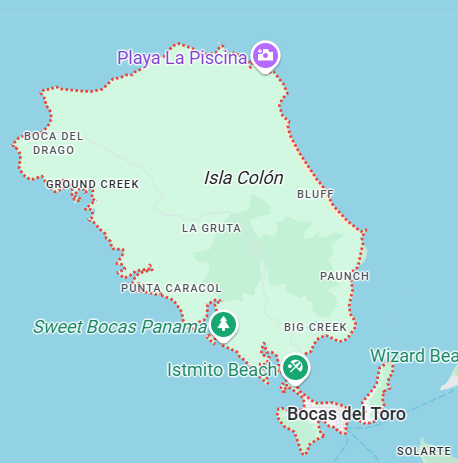 Playa La Piscina
BOCA DEL
DRAGO
Isla Colón
GROUND CREEK
BLUFF
LA GRUTA
PAUNCH
PUNTA CARACOL
Sweet Bocas Panama
BIG CREEK
Wizard Bea
Istmito Beach
Bocas del Toro
SOLARTE